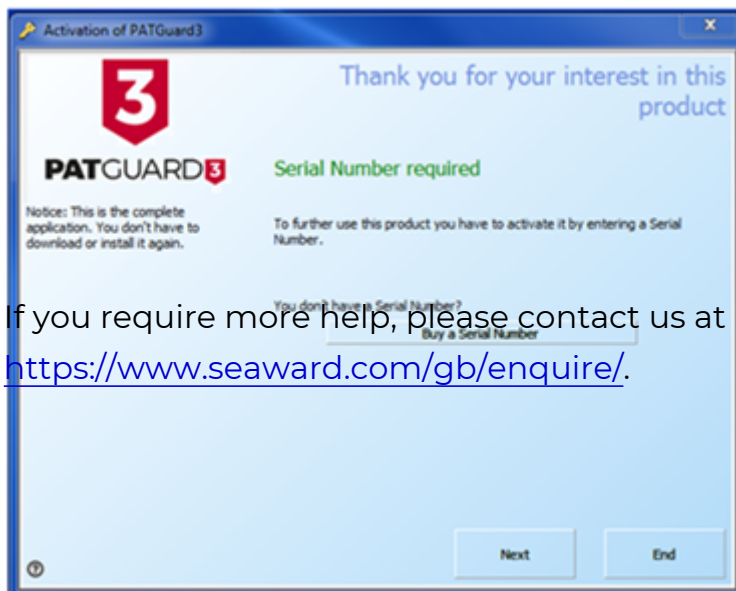 Activation of PATGuard3
x
Thank you for your interest in this
product
3
PATGUARD3
Serial Number required
Notice: This is the complete
application. You don't have to
download or install it again.
To further use this product you have to activate it by entering a Serial
Number.
You don't have a Serial Number?
If you require more help, please contact us at
Buy a Serial Number
https://www.seaward.com/gb/enquire/.
Next
End
?